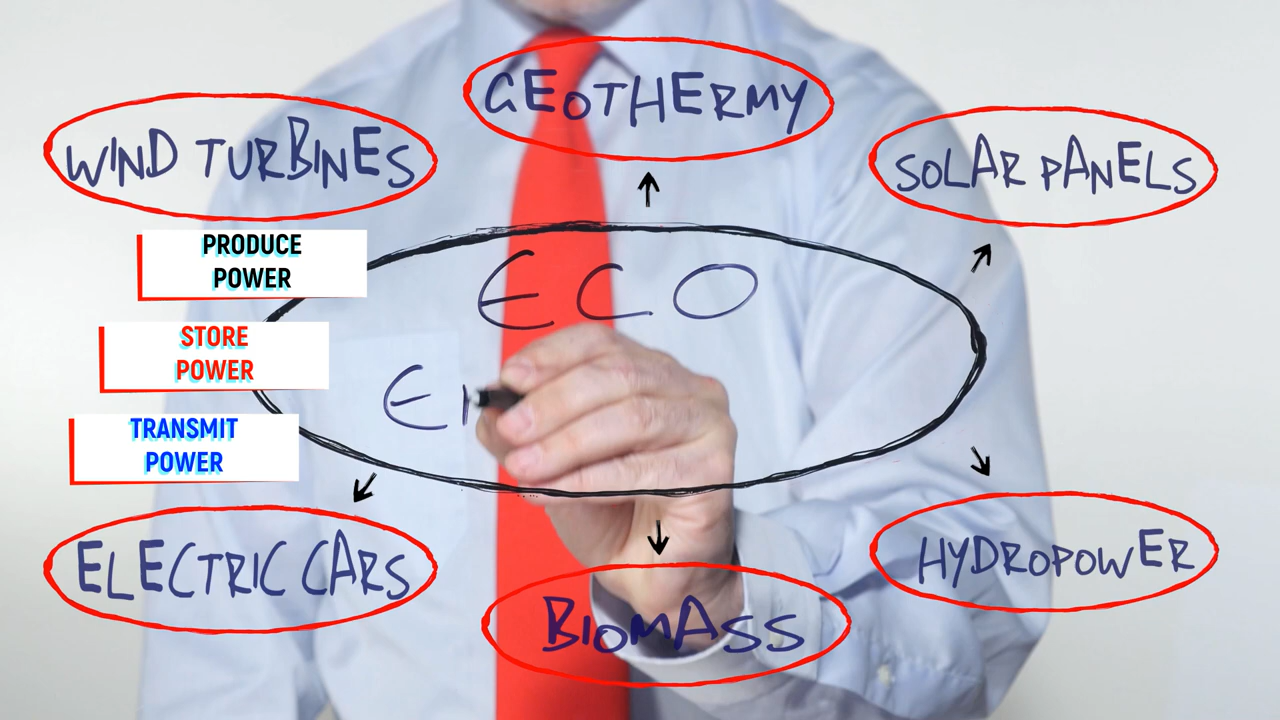 GEOTHERMY
WIND TURBINES
SOLAR PANELS
PRODUCE
POWER
ECO
STORE
POWER
E
TRANSMIT
POWER
ELECTRIC CARS
HYDROPOWER
BIOMASS